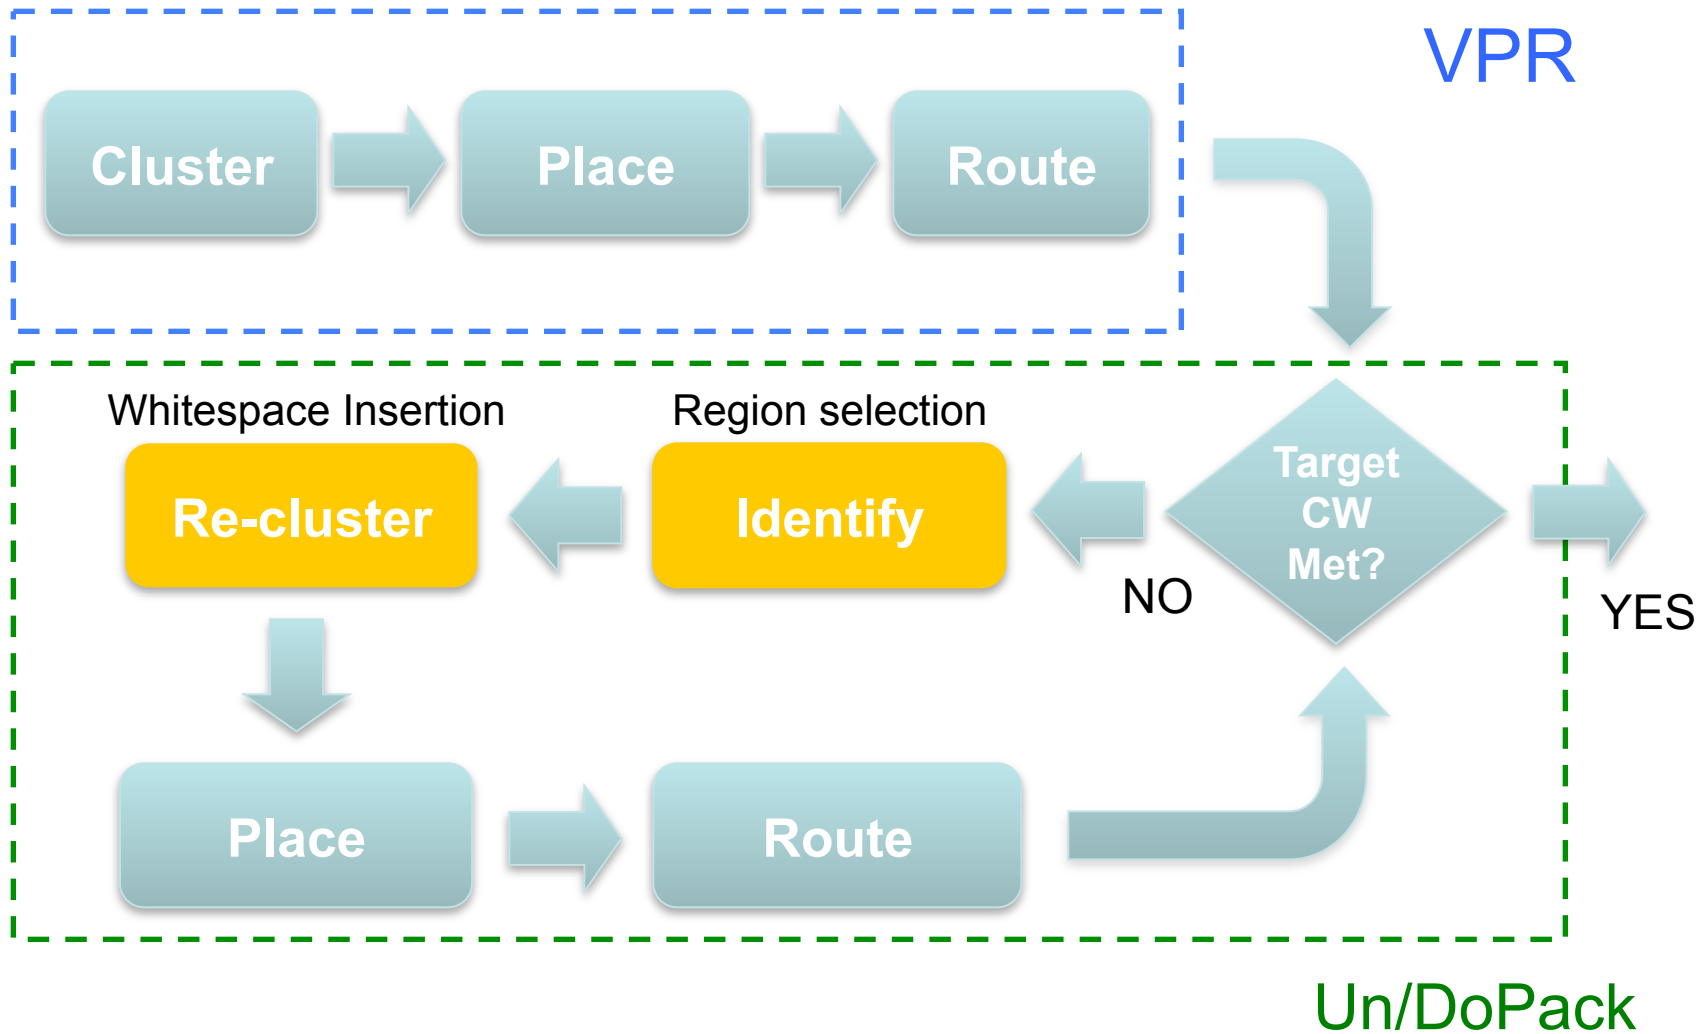 VPR
Cluster
Place
Route
Whitespace Insertion
Region selection
Re-cluster
Identify
Target
CW
Met?
NO
YES
Place
Route
Un/DoPack